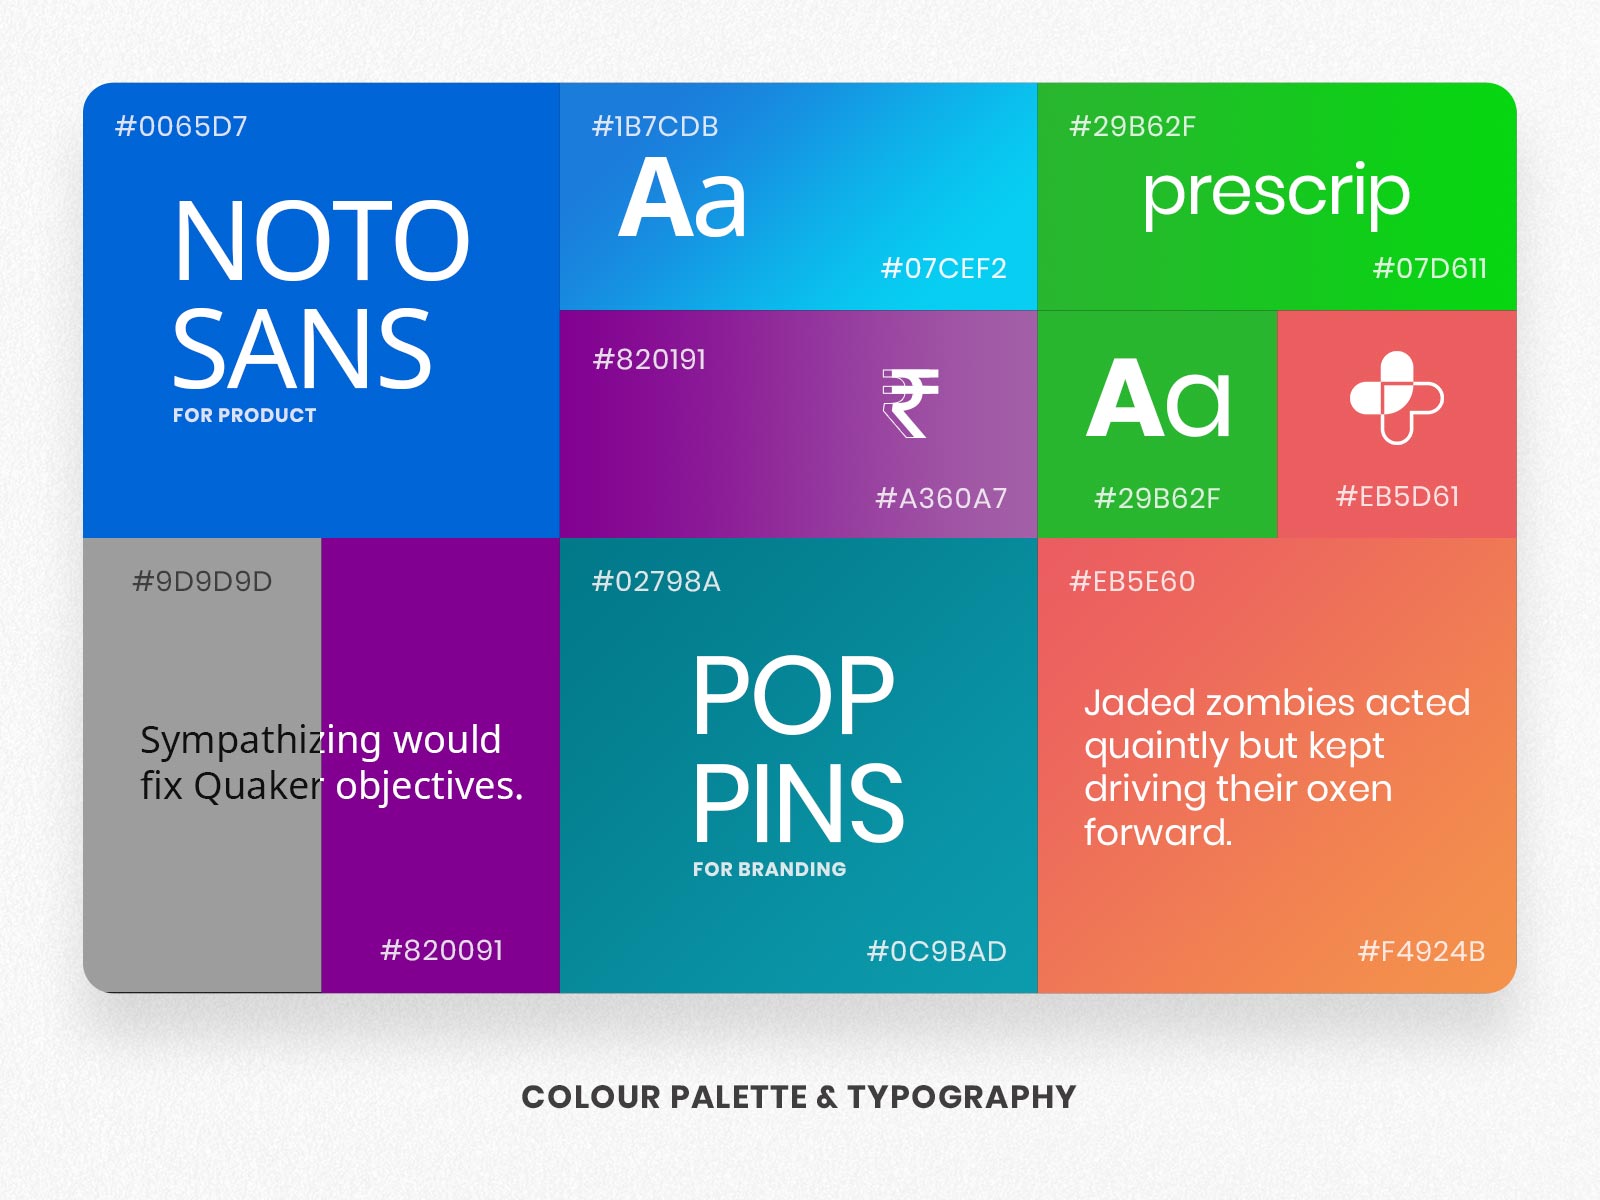 #0065D7
NOTO
SANS
FOR PRODUCT
#1B7CDB
Aa
#07CEF2
#29B62F
prescrip
#07D611
#820191
₹
#A360A7
Aa
#29B62F
#EB5D61
#9D9D9D
Sympathizing would
fix Quaker objectives.
#820091
#02798A
POP
PINS
FOR BRANDING
#0C9BAD
#EB5E60
Jaded zombies acted
quaintly but kept
driving their oxen
forward.
#F4924B
COLOUR PALETTE & TYPOGRAPHY